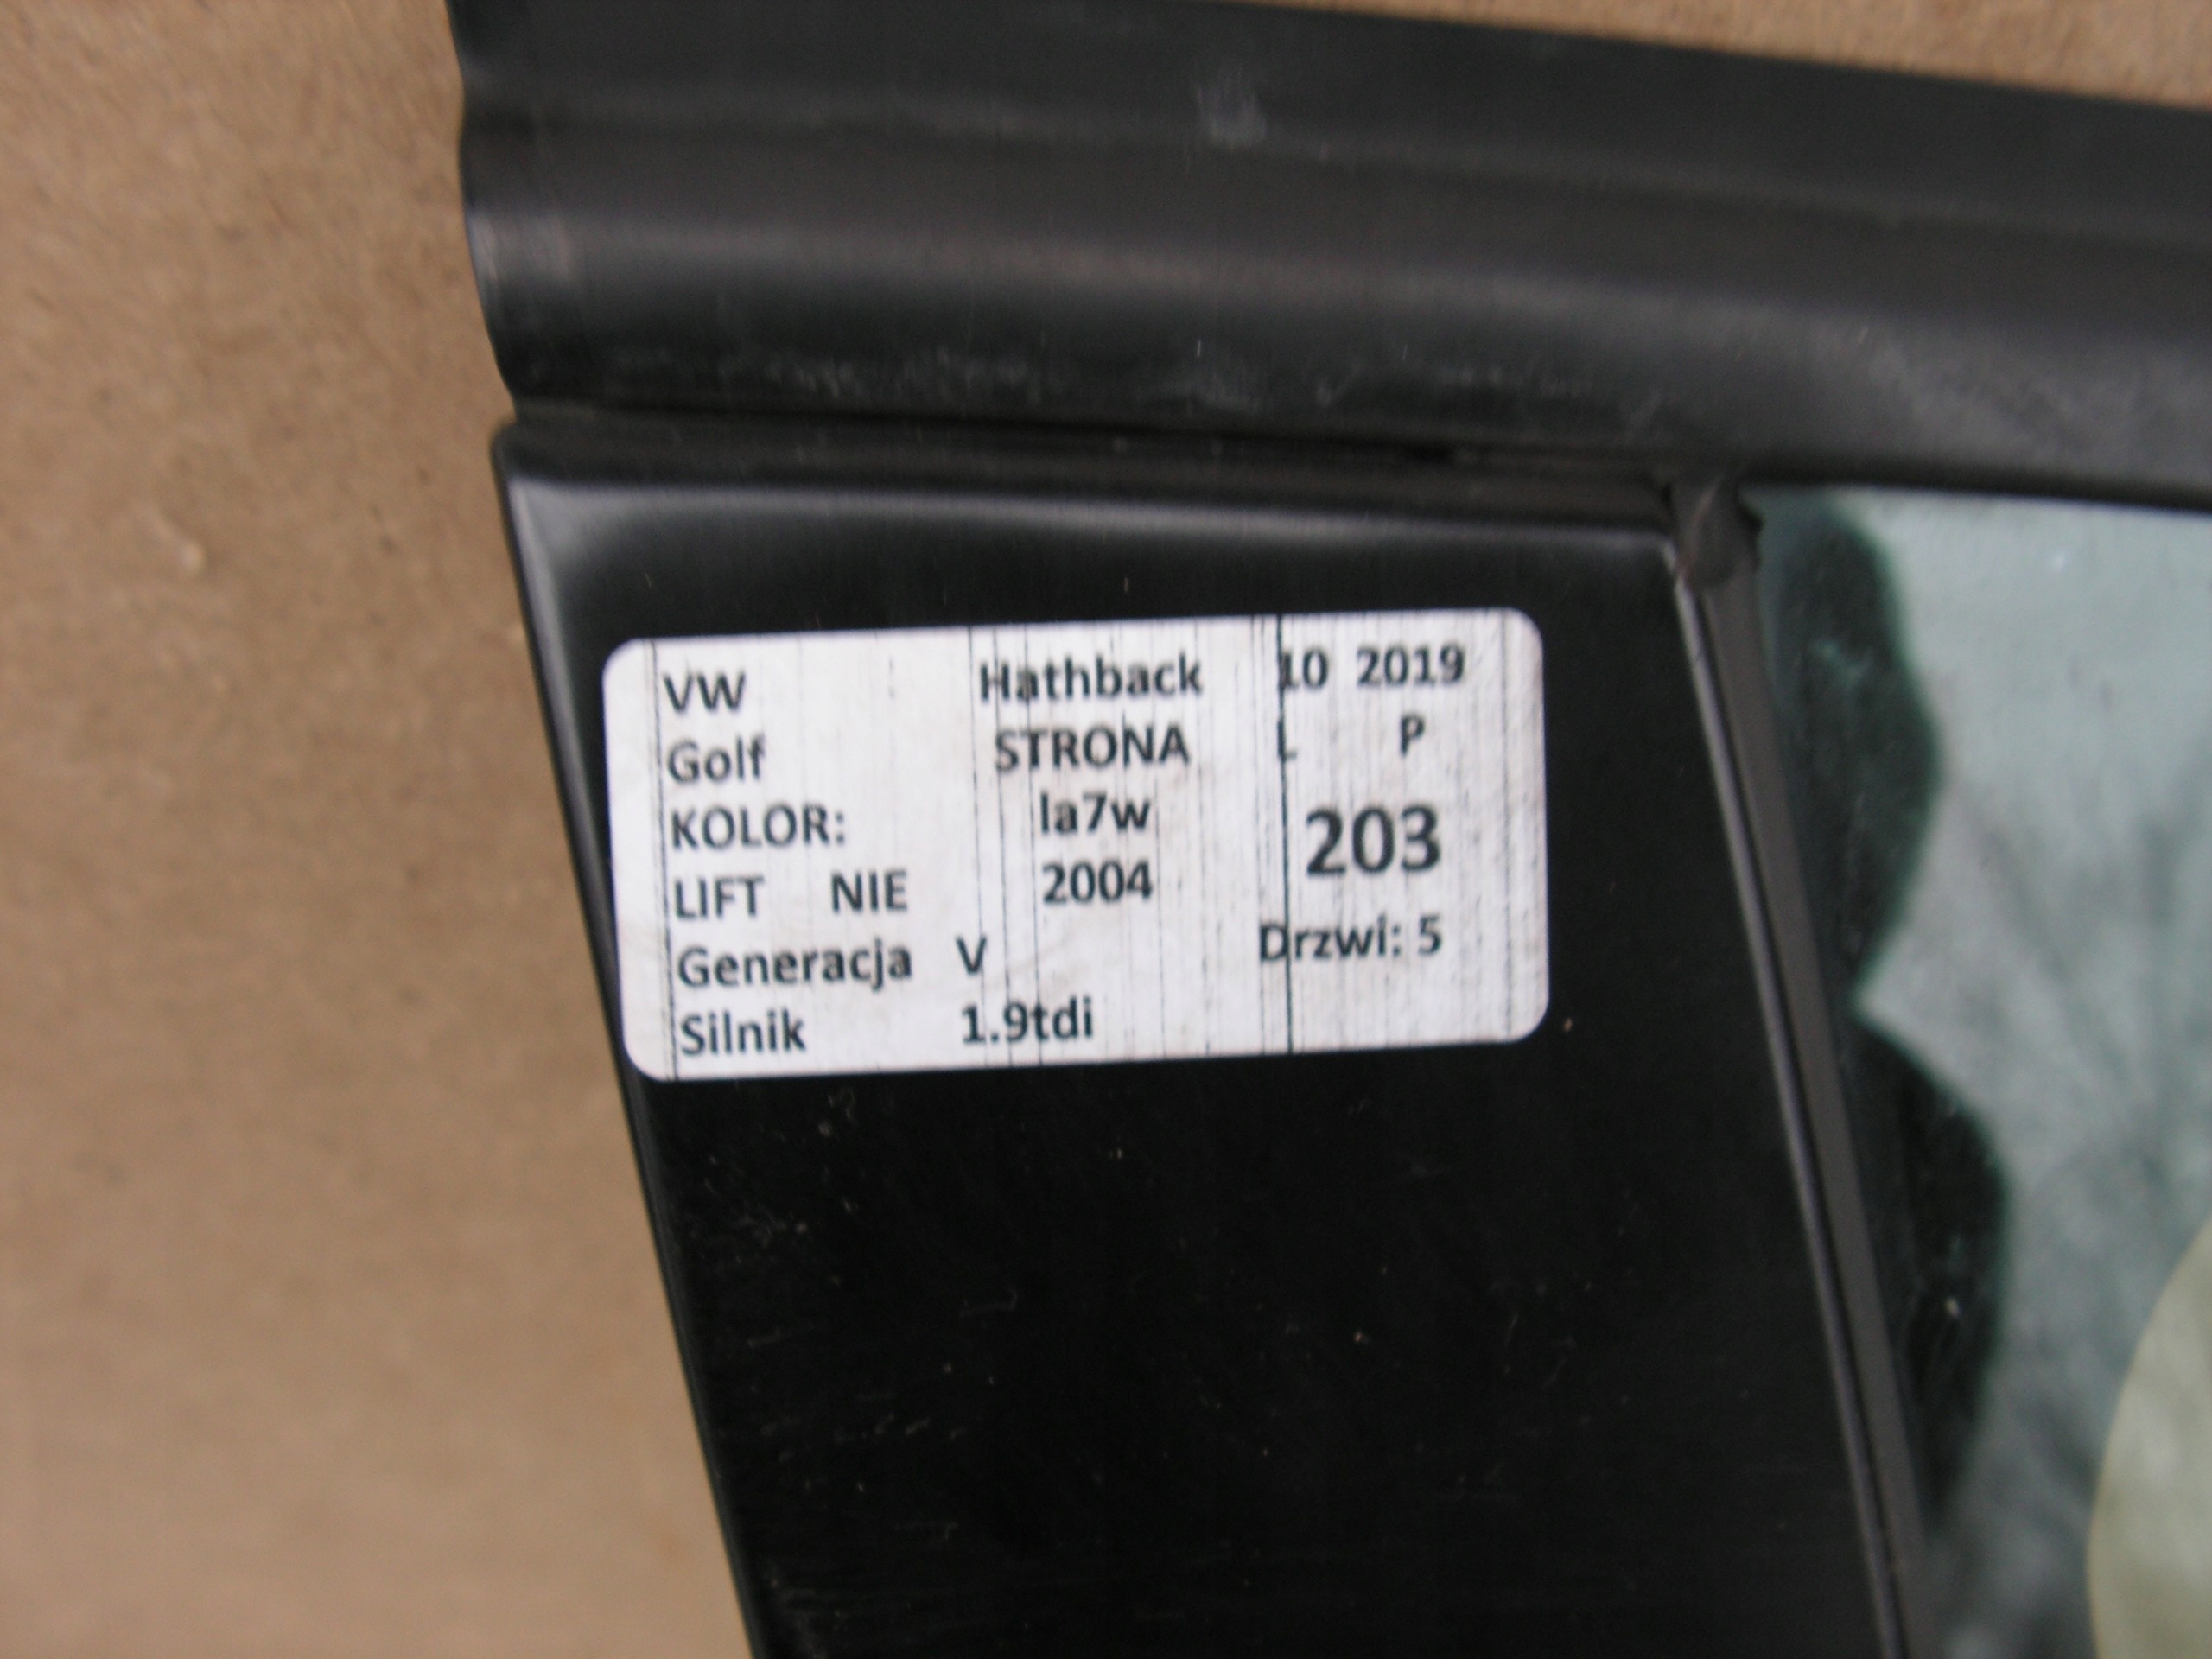 VW Hathback 10 2019
Golf STRONA L P
KOLOR: la7w 203
LIFT NIE 2004
Generacja V Drzwi: 5
Silnik 1.9tdi